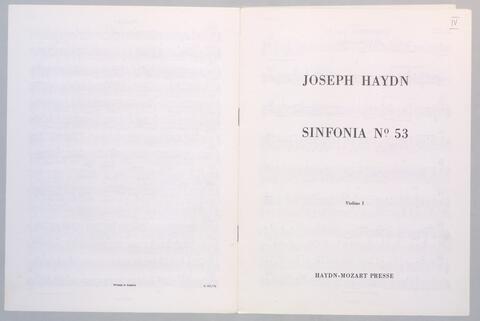 IV
JOSEPH HAYDN
SINFONIA Nº 53
Violino I
HAYDN-MOZART PRESSE